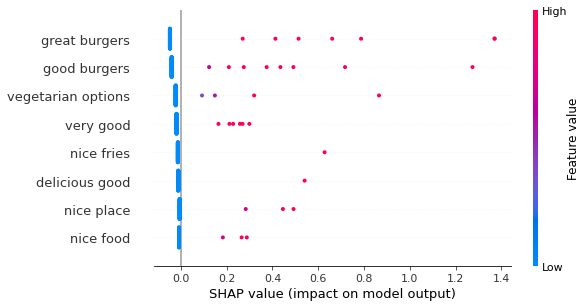 High
great burgers
good burgers
vegetarian options
very good
nice fries
delicious good
nice place
nice food
Feature value
Low
0.0 0.2 0.4 0.6 0.8 1.0 1.2 1.4
SHAP value (impact on model output)